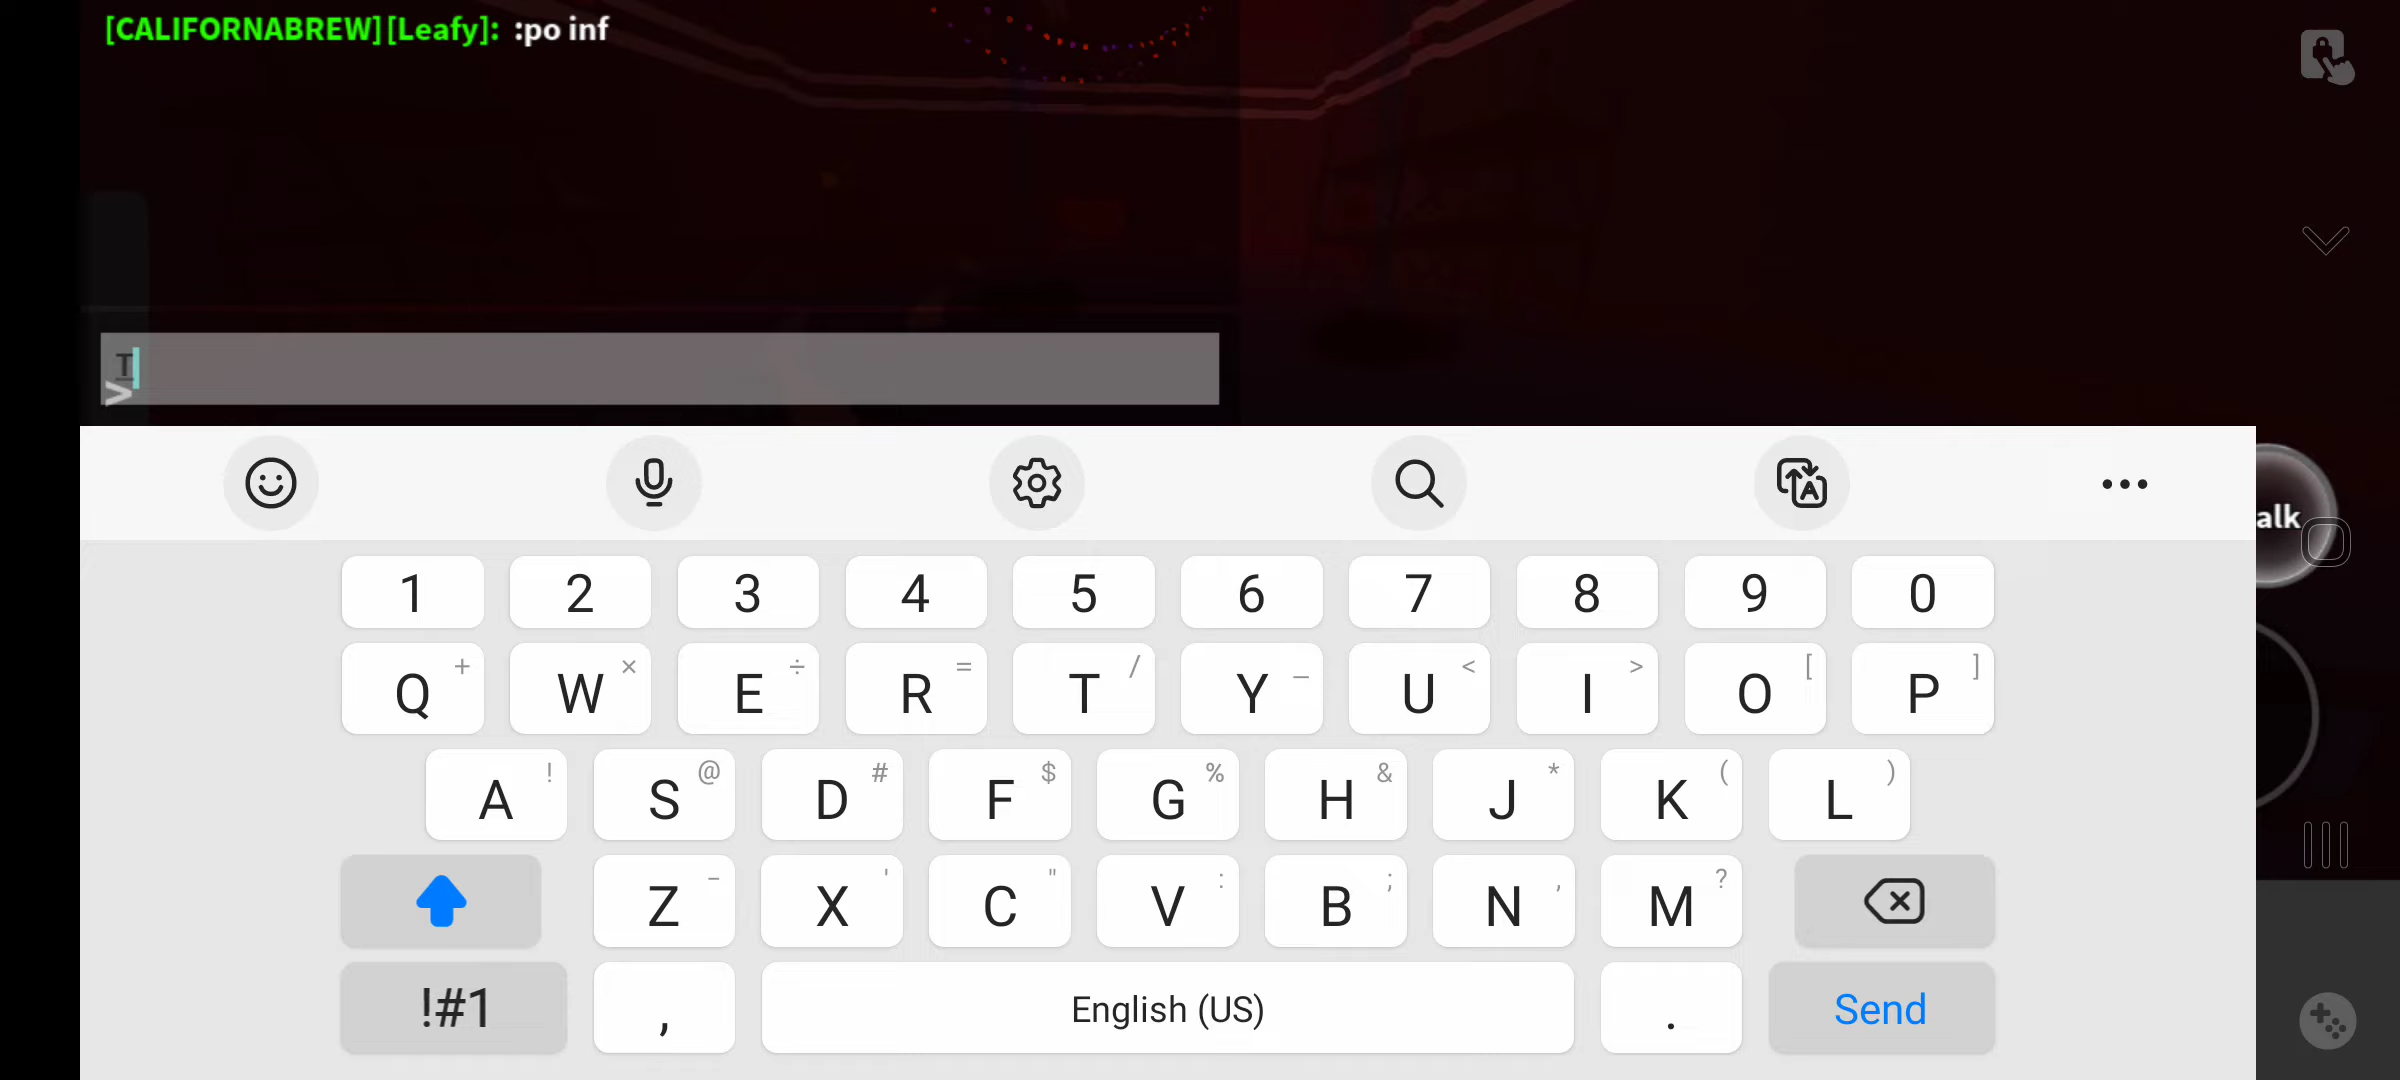 [CALIFORNABREW][Leafy]: :po inf
T
>
alk
1 2 3 4 5 6 7 8 9 0
Q + W × E ÷ R = T / Y _ U < I > O [ P ]
A ! S @ D # F $ G % H & J * K ( L )
Z - X ' C " V : B ; N , M ?
!#1 , English (US) . Send